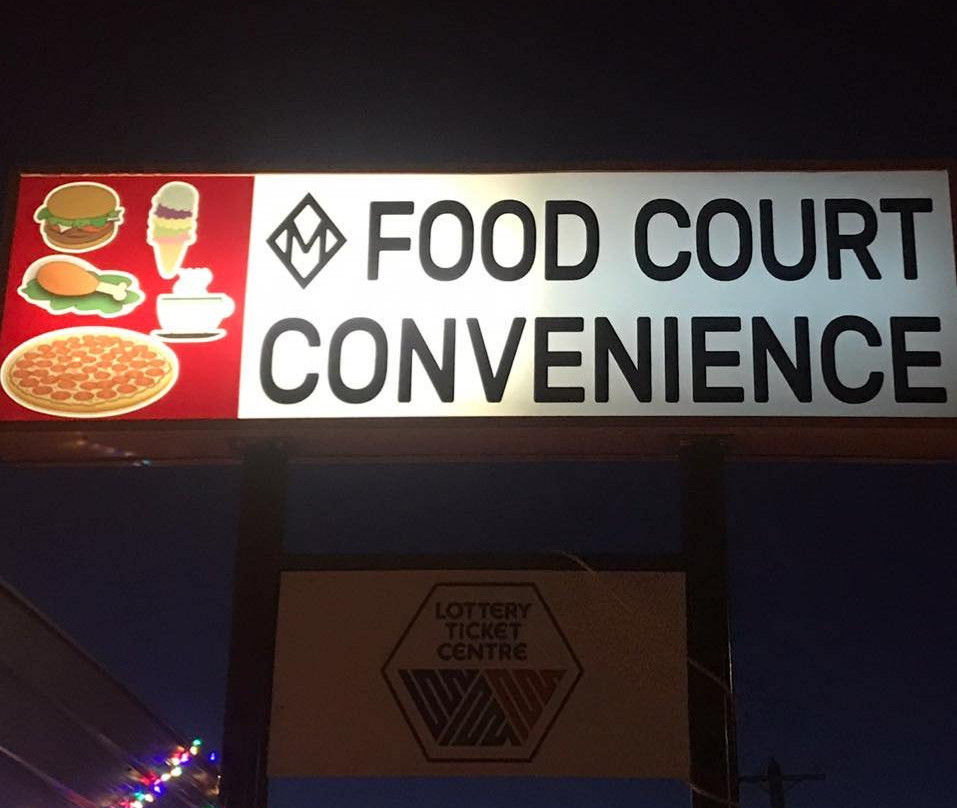 M FOOD COURT
CONVENIENCE
LOTTERY
TICKET
CENTRE